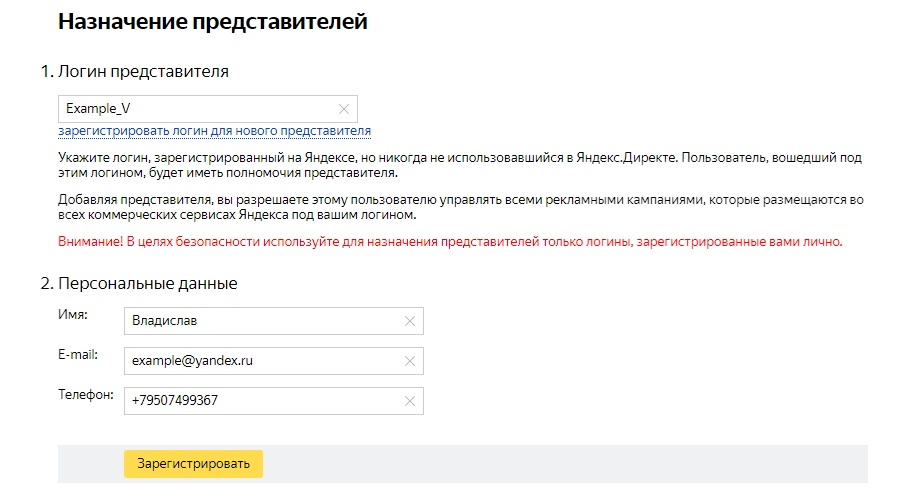 Назначение представителей
1. Логин представителя
Example_V
зарегистрировать логин для нового представителя
Укажите логин, зарегистрированный на Яндексе, но никогда не использовавшийся в Яндекс.Директе. Пользователь, вошедший под
этим логином, будет иметь полномочия представителя.
Добавляя представителя, вы разрешаете этому пользователю управлять всеми рекламными кампаниями, которые размещаются во
всех коммерческих сервисах Яндекса под вашим логином.
Внимание! В целях безопасности используйте для назначения представителей только логины, зарегистрированные вами лично.
2. Персональные данные
Имя: Владислав
E-mail: example@yandex.ru
Телефон: +79507499367
Зарегистрировать